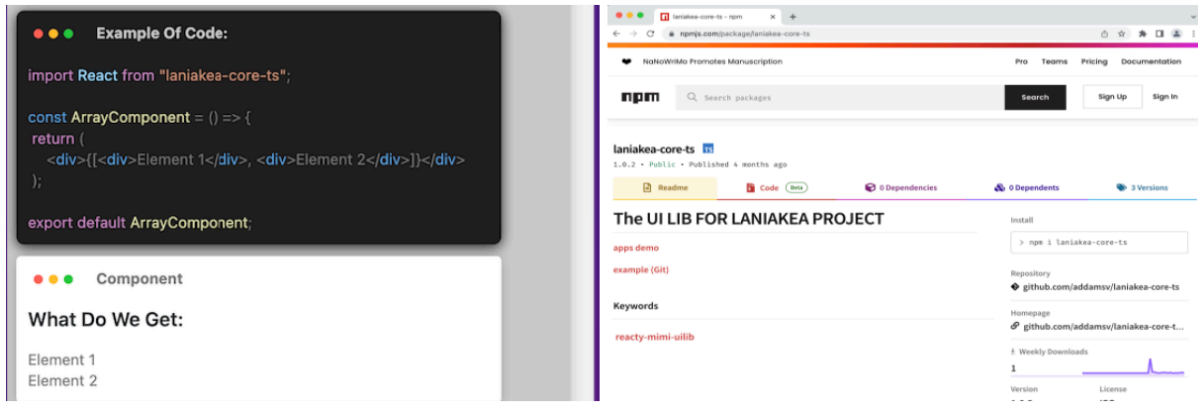 Example Of Code:
import React from "laniakea-core-ts";
const ArrayComponent = () => {
return (
<div>{[<div>Element 1</div>, <div>Element 2</div>]}</div>
);
export default ArrayComponent;
Component
What Do We Get:
Element 1
Element 2
laniakea-core-ts - npm
npmjs.com/package/laniakea-core-ts
NaNoWriMo Promotes Manuscription
Pro Teams Pricing Documentation
npm
Search packages
Search
Sign Up
Sign In
laniakea-core-ts TS
1.0.2 • Public • Published 4 months ago
Readme
Code Beta
0 Dependencies
0 Dependents
3 Versions
The UI LIB FOR LANIAKEA PROJECT
apps demo
example (Git)
Keywords
reacty-mimi-uilib
Install
> npm i laniakea-core-ts
Repository
github.com/addamsv/laniakea-core-ts
Homepage
github.com/addamsv/laniakea-core-t...
Weekly Downloads
1
Version License